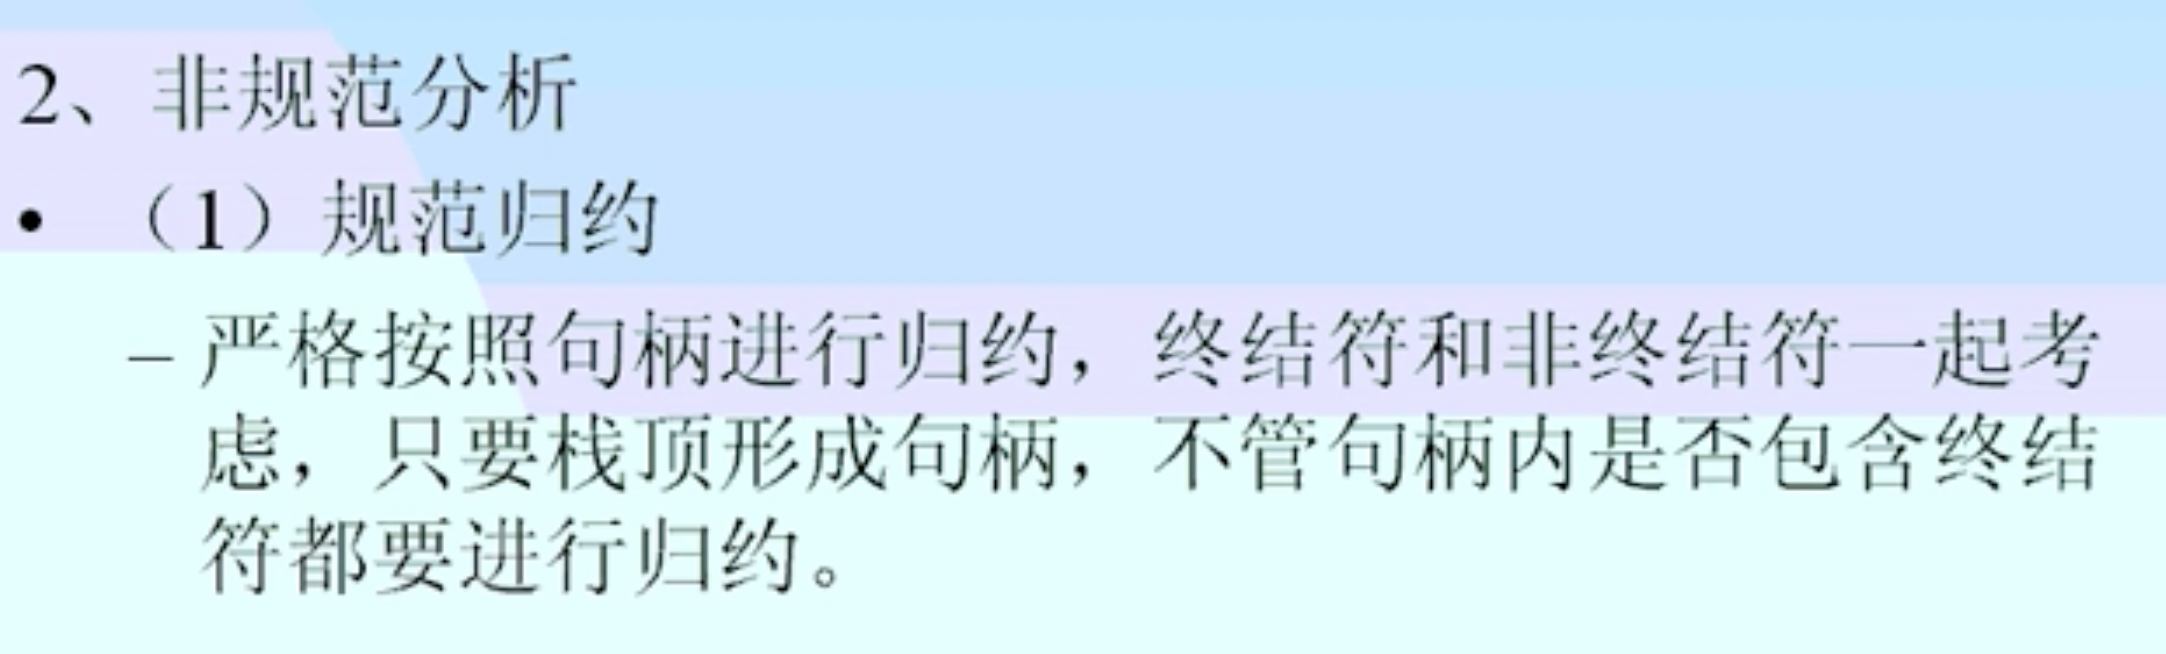 2、非规范分析
• （1）规范归约
– 严格按照句柄进行归约，终结符和非终结符一起考
虑，只要栈顶形成句柄，不管句柄内是否包含终结
符都要进行归约。